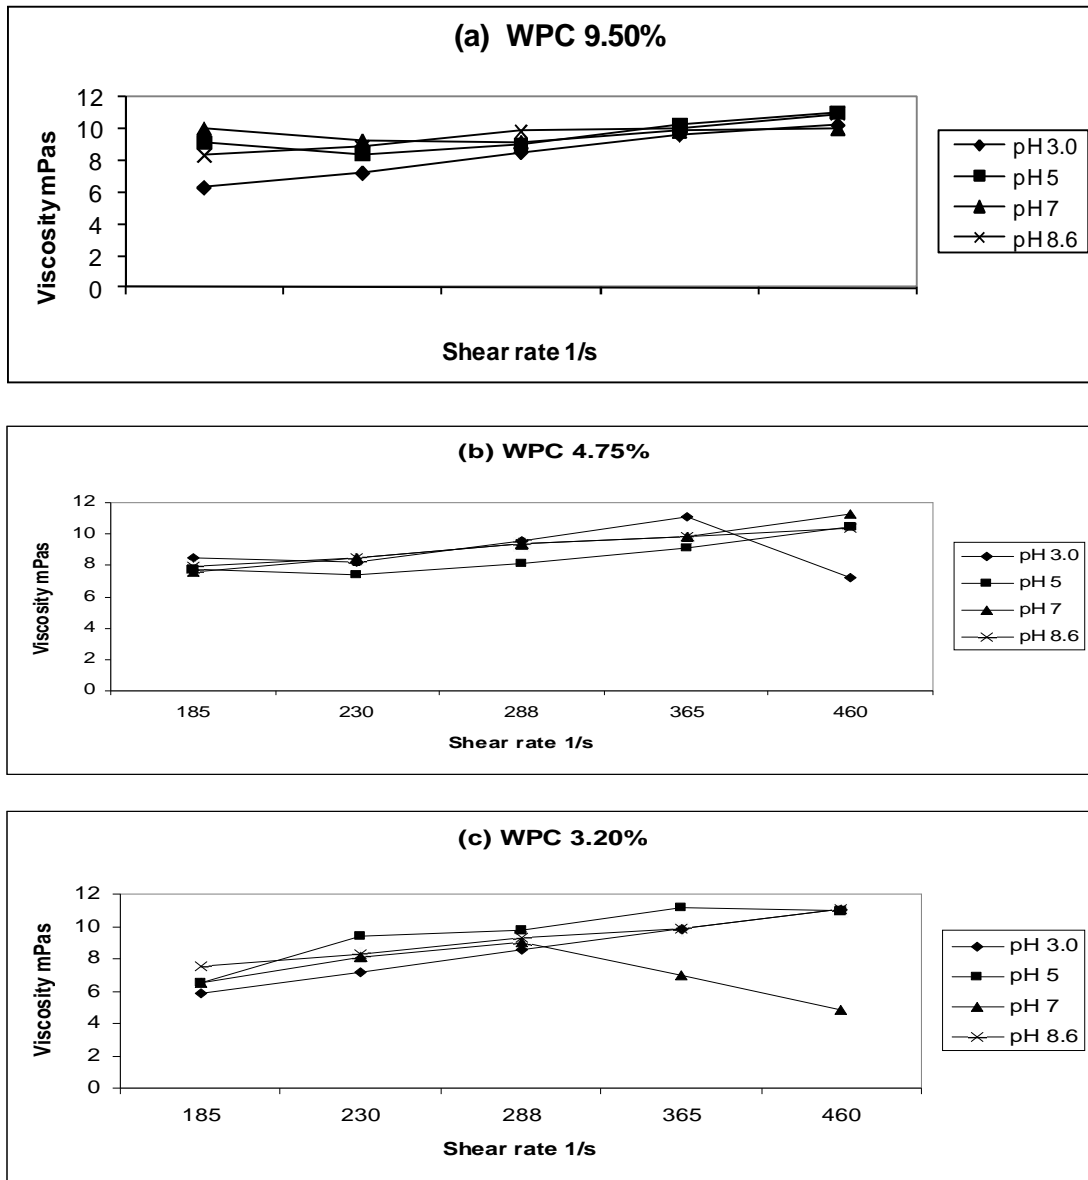 (a) WPC 9.50%
Viscosity mPas
12
10
8
6
4
2
0
Shear rate 1/s
pH 3.0
pH 5
pH 7
pH 8.6
(b) WPC 4.75%
Viscosity mPas
12
10
8
6
4
2
0
185 230 288 365 460
Shear rate 1/s
pH 3.0
pH 5
pH 7
pH 8.6
(c) WPC 3.20%
Viscosity mPas
12
10
8
6
4
2
0
185 230 288 365 460
Shear rate 1/s
pH 3.0
pH 5
pH 7
pH 8.6